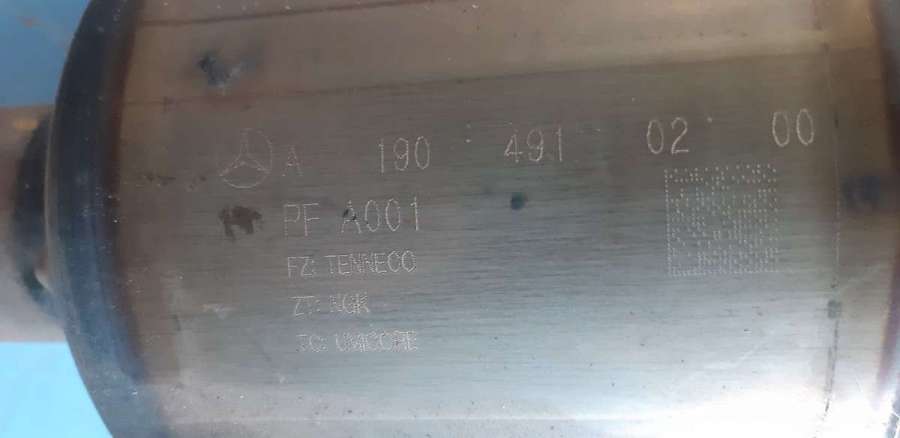 A 190 491 02 00
PF A001
FZ: TENNECO
ZT: NGK
TC: UMICORE